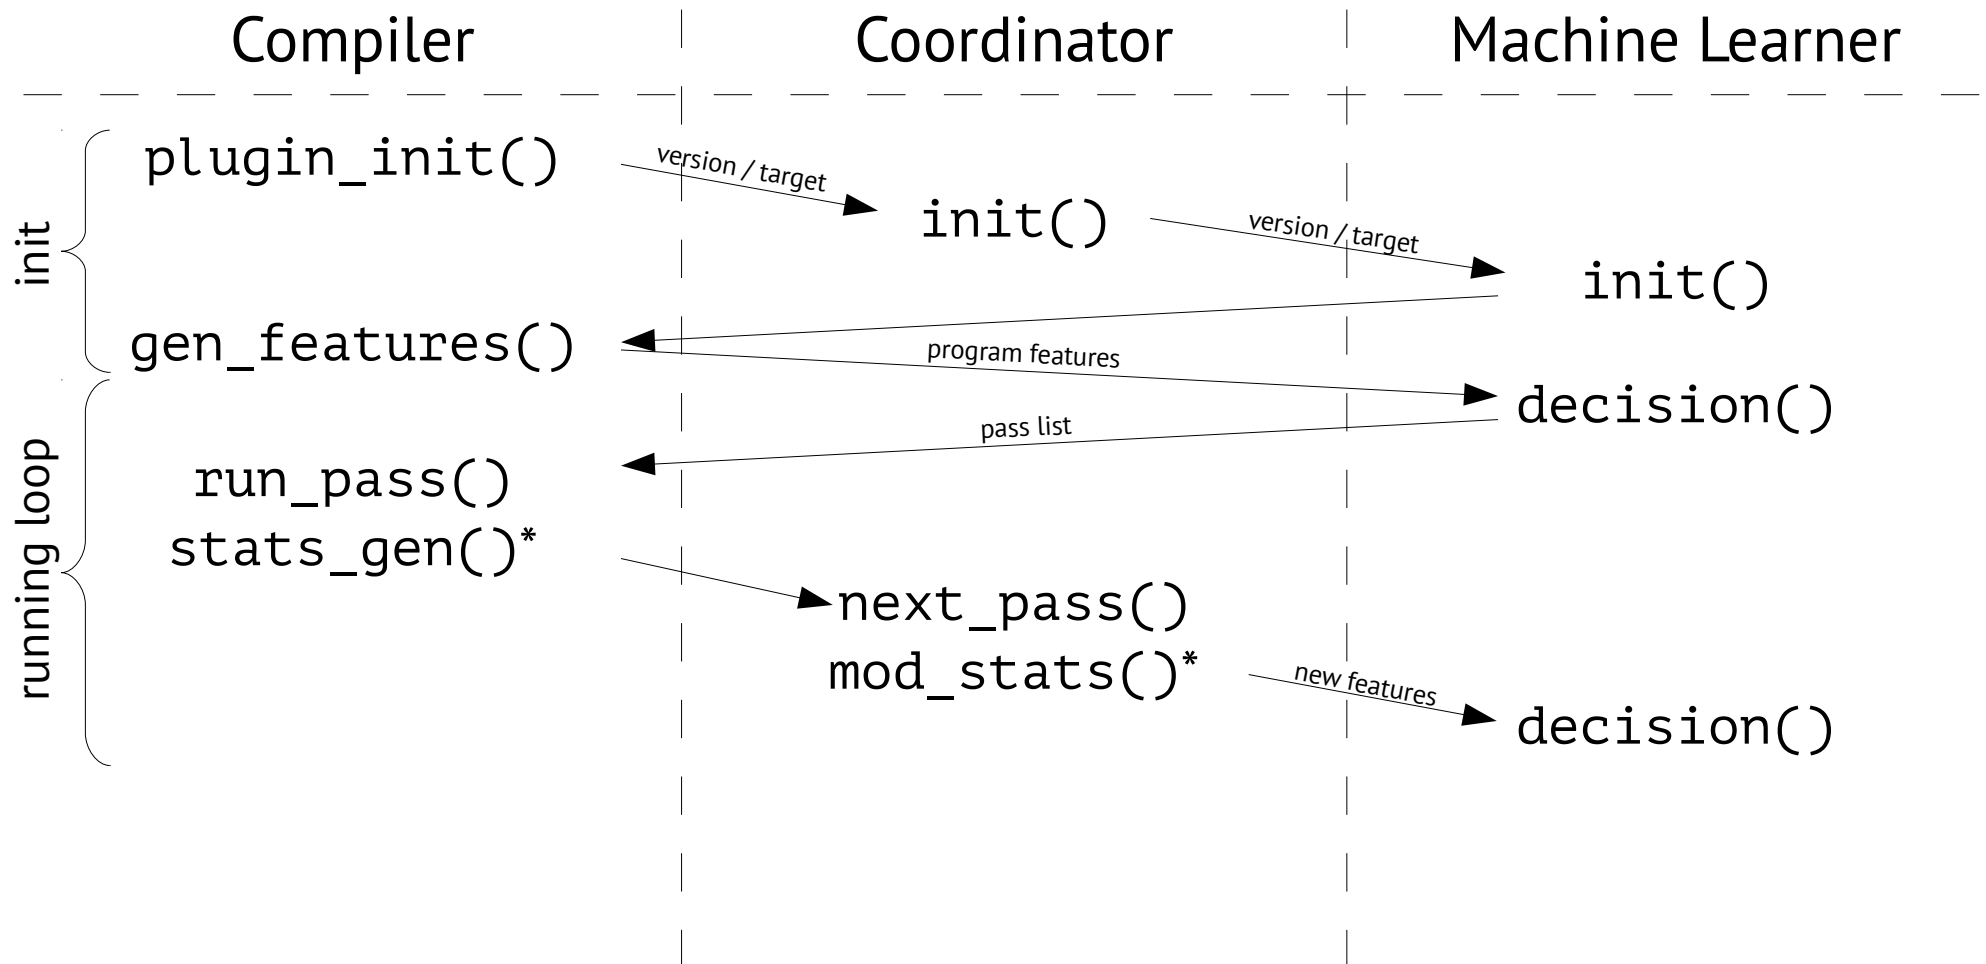 Compiler
Coordinator
Machine Learner
init
plugin_init()
version / target
init()
version / target
init()
gen_features()
program features
decision()
pass list
running loop
run_pass()
stats_gen()*
next_pass()
mod_stats()*
new features
decision()